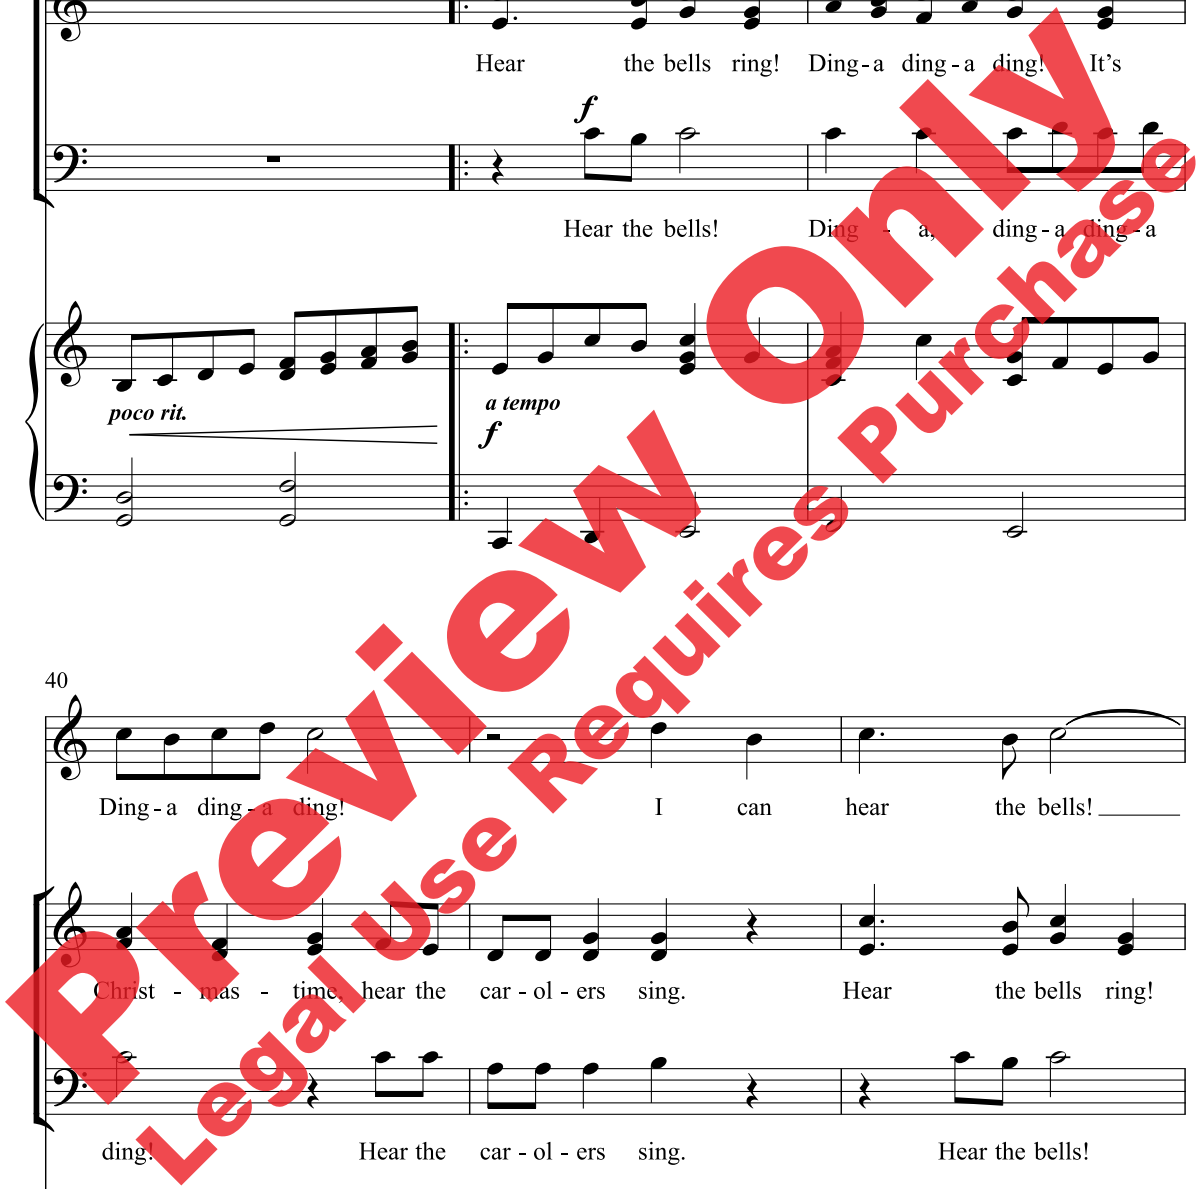 Hear the bells ring! Ding - a ding - a ding! It's
f
Hear the bells! Ding - a, ding - a ding - a
poco rit.
a tempo
f
40
Ding - a ding - a ding! I can hear the bells!
Christ - mas - time, hear the car - ol - ers sing. Hear the bells ring!
ding! Hear the car - ol - ers sing. Hear the bells!
Preview Only
Legal Use Requires Purchase